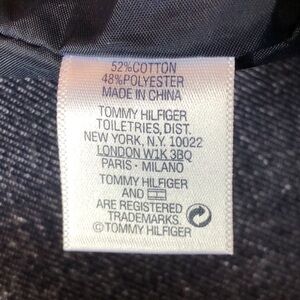 52%COTTON
48%POLYESTER
MADE IN CHINA
TOMMY HILFIGER
TOILETRIES, DIST.
NEW YORK, N.Y. 10022
LONDON W1K 3BQ
PARIS - MILANO
TOMMY HILFIGER
AND
ARE REGISTERED
TRADEMARKS.
©TOMMY HILFIGER